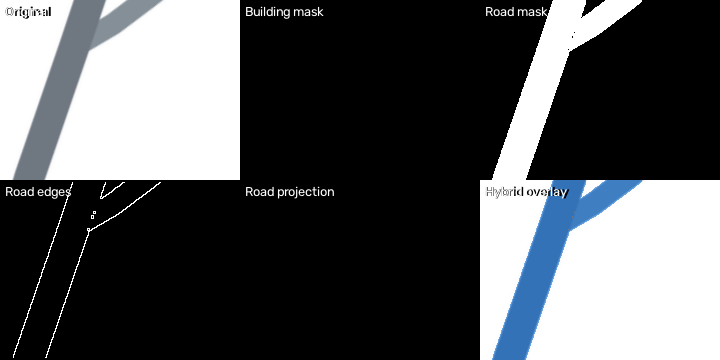 Original
Building mask
Road mask
Road edges
Road projection
Hybrid overlay